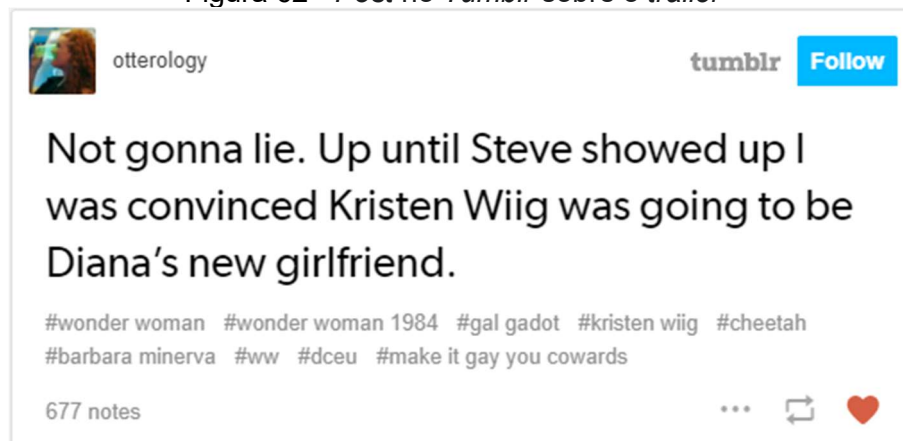 otterology
tumblr
Follow
Not gonna lie. Up until Steve showed up I
was convinced Kristen Wiig was going to be
Diana's new girlfriend.
#wonder woman #wonder woman 1984 #gal gadot #kristen wiig #cheetah
#barbara minerva #ww #dceu #make it gay you cowards
677 notes